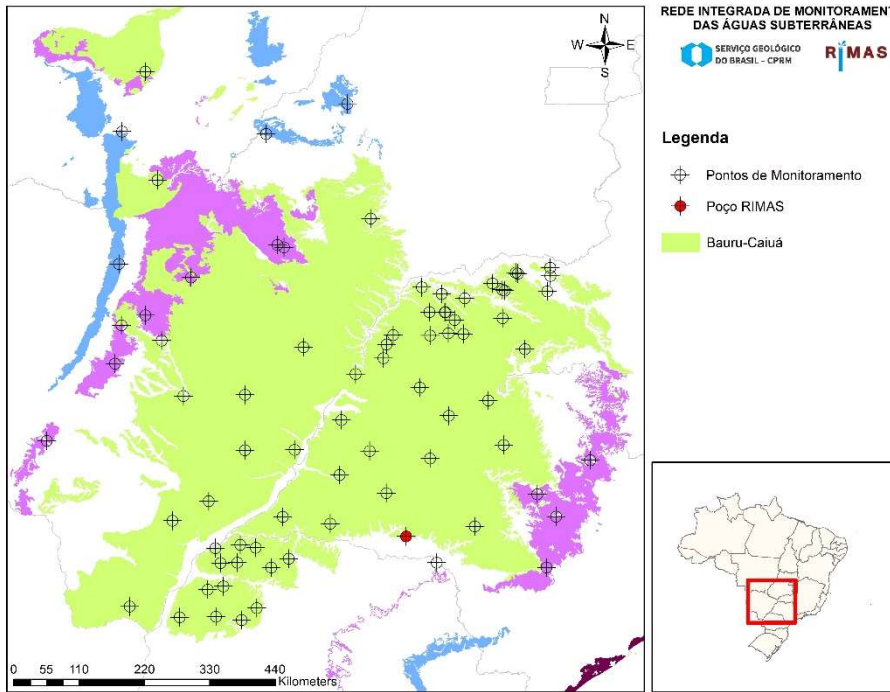 REDE INTEGRADA DE MONITORAMENT
DAS ÁGUAS SUBTERRÂNEAS
SERVIÇO GEOLÓGICO
DO BRASIL – CPRM
RIMAS
N
W E
S
Legenda
Pontos de Monitoramento
Poço RIMAS
Bauru-Caiuá
0 55 110 220 330 440
Kilometers